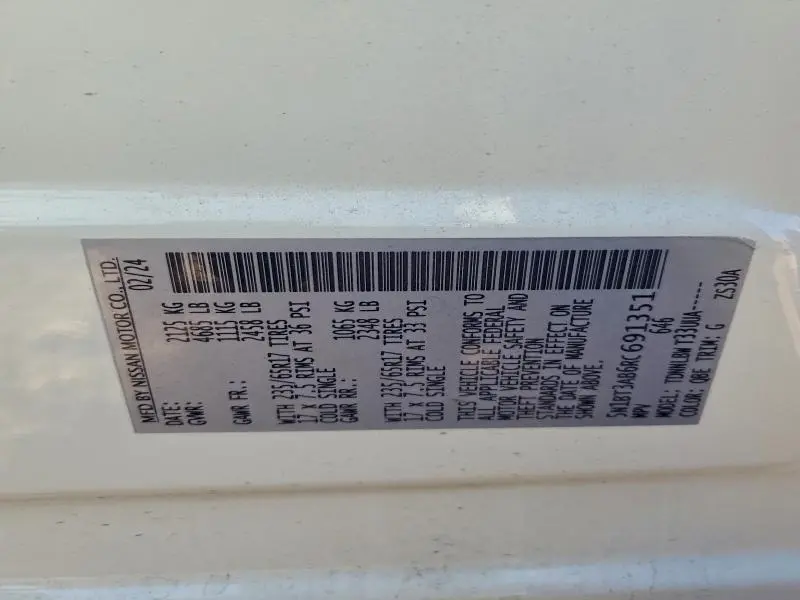 MFD BY NISSAN MOTOR CO., LTD.
DATE: 02/24
GVWR: 2125 KG
4685 LB
GAWR FR.: 1115 KG
2458 LB
WITH 235/65R17 TIRES
17 X 7.5 RIMS AT 36 PSI
COLD SINGLE
GAWR RR.: 1065 KG
2348 LB
WITH 235/65R17 TIRES
17 X 7.5 RIMS AT 33 PSI
COLD SINGLE
THIS VEHICLE CONFORMS TO
ALL APPLICABLE FEDERAL
MOTOR VEHICLE SAFETY AND
THEFT PREVENTION
STANDARDS IN EFFECT ON
THE DATE OF MANUFACTURE
SHOWN ABOVE.
646
MPV
MODEL:
COLOR: QBE TRIM: G ZS30A